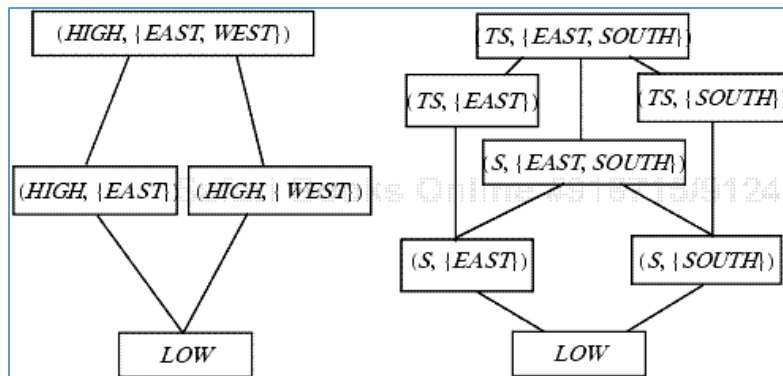 (HIGH, {EAST, WEST})
(HIGH, {EAST}
(HIGH, { WEST})
LOW
(TS, {EAST, SOUTH})
(TS, {EAST})
(TS, {SOUTH})
(S, {EAST, SOUTH})
(S, {EAST})
(S, {SOUTH})
LOW